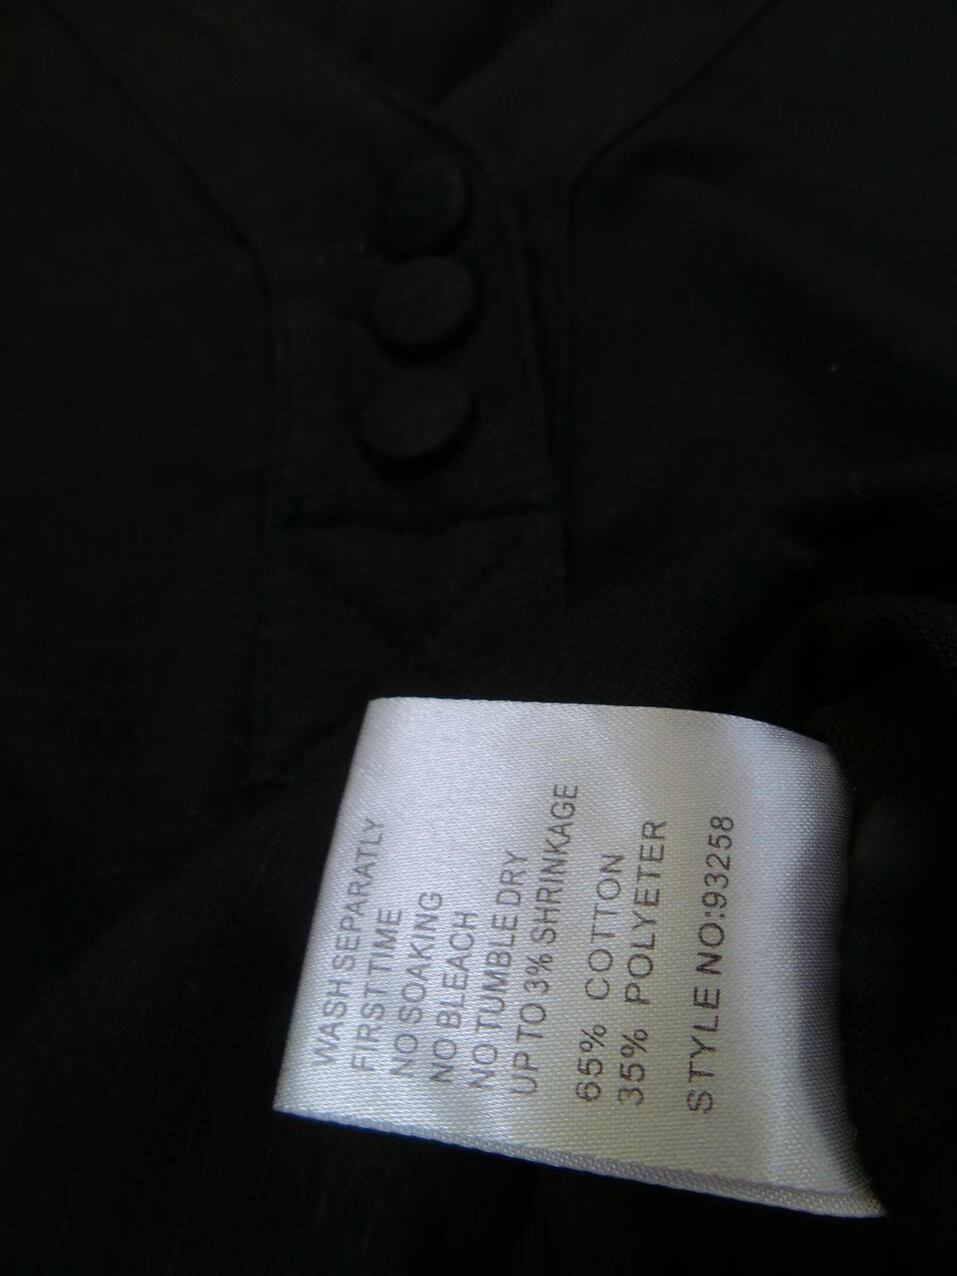 WASH SEPARATLY
FIRST TIME
NO SOAKING
NO BLEACH
NO TUMBLE DRY
UP TO 3% SHRINKAGE
65% COTTON
35% POLYETER
STYLE NO:93258